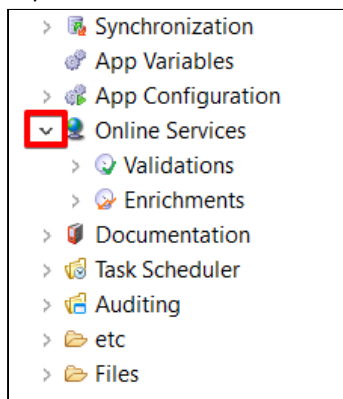 Synchronization
App Variables
App Configuration
Online Services
Validations
Enrichments
Documentation
Task Scheduler
Auditing
etc
Files